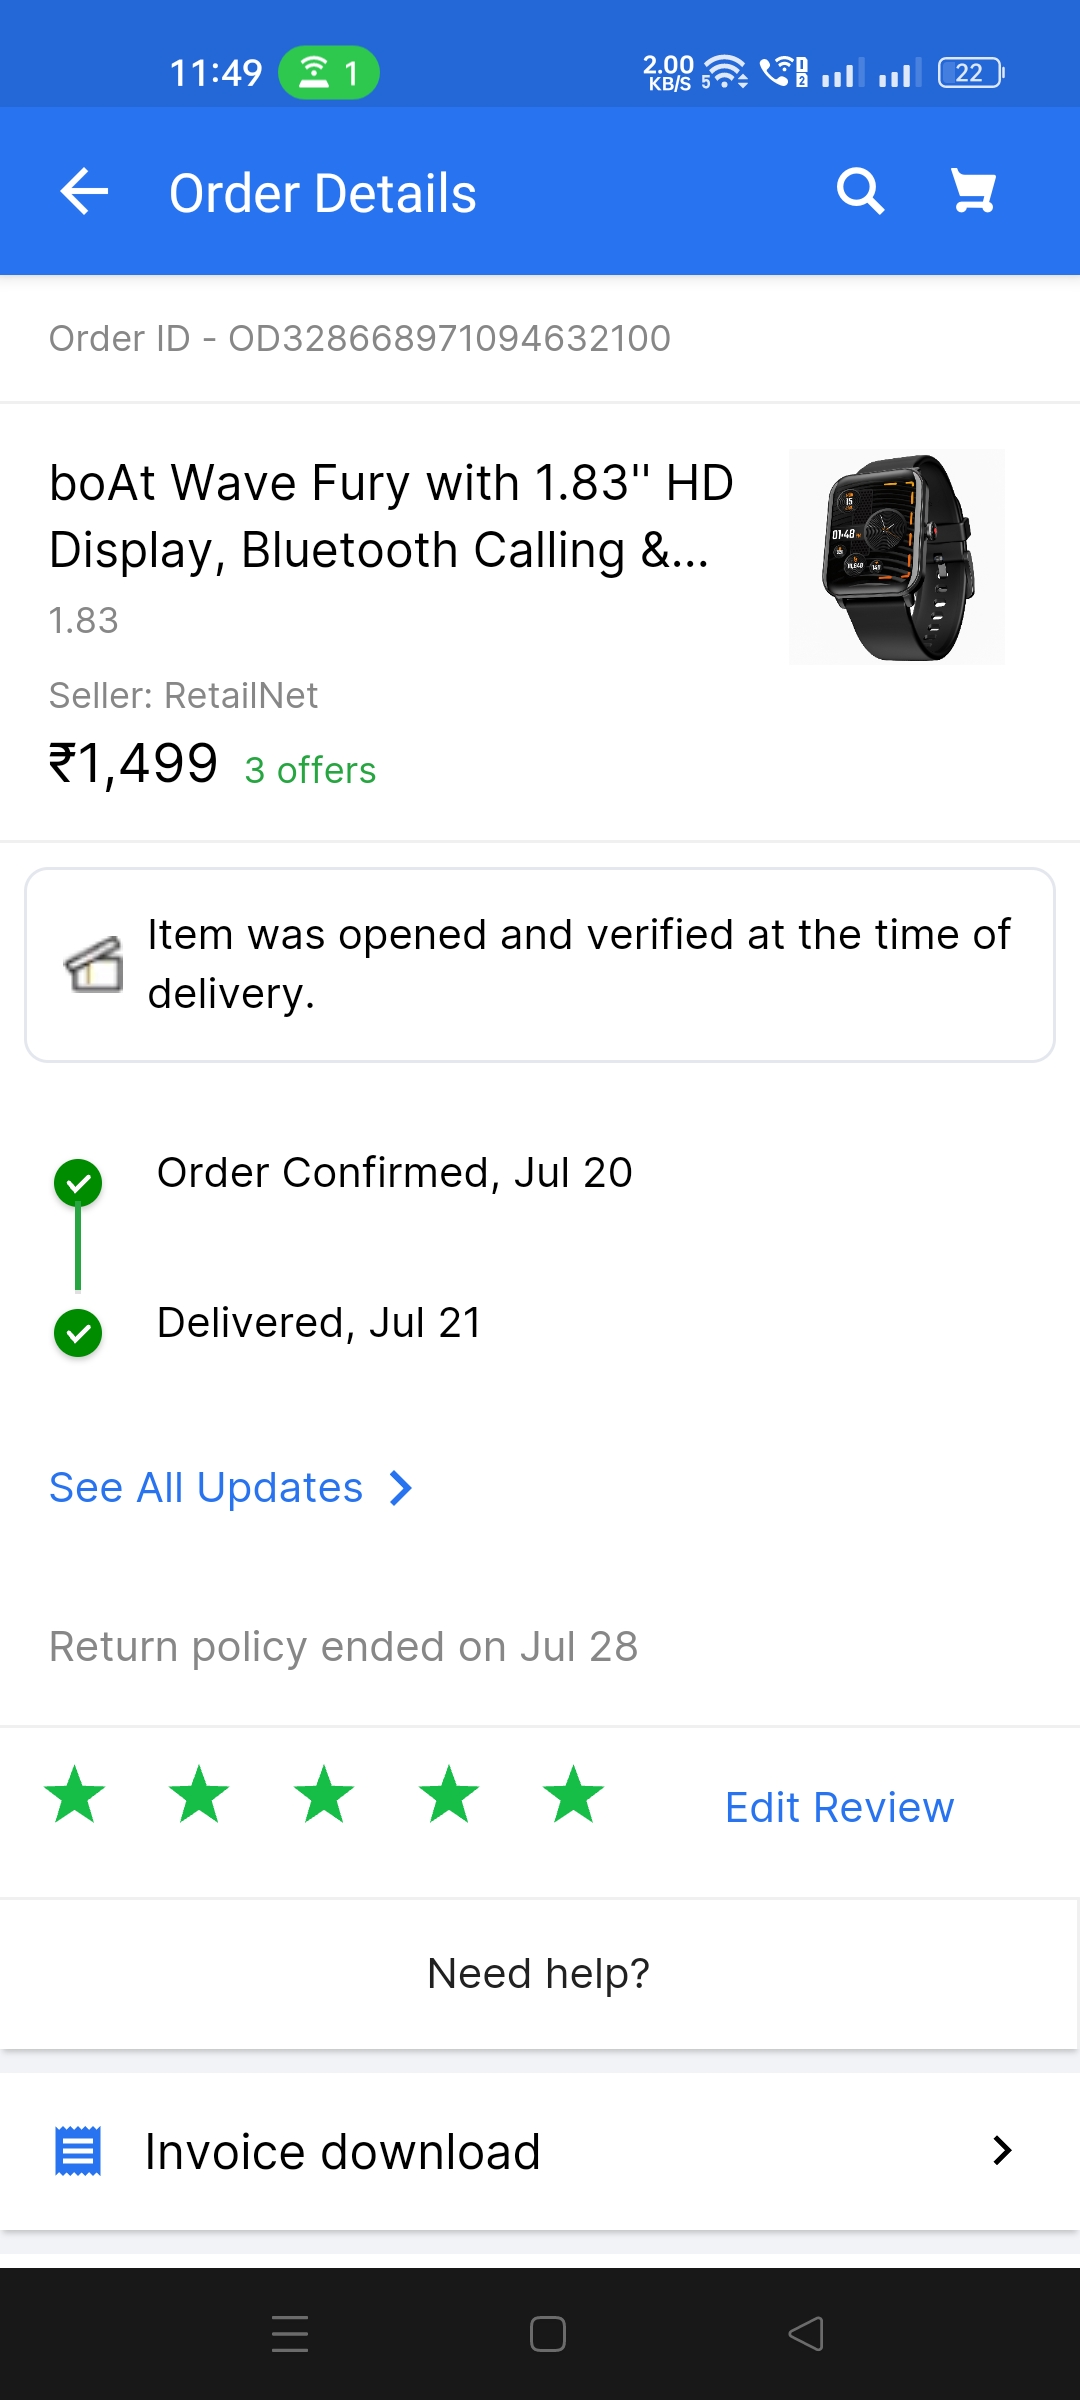 11:49
1
2.00
KB/S
5
1
2
22
Order Details
Order ID - OD328668971094632100
boAt Wave Fury with 1.83" HD
Display, Bluetooth Calling &...
1.83
Seller: RetailNet
₹1,499 3 offers
Item was opened and verified at the time of
delivery.
Order Confirmed, Jul 20
Delivered, Jul 21
See All Updates
Return policy ended on Jul 28
Edit Review
Need help?
Invoice download